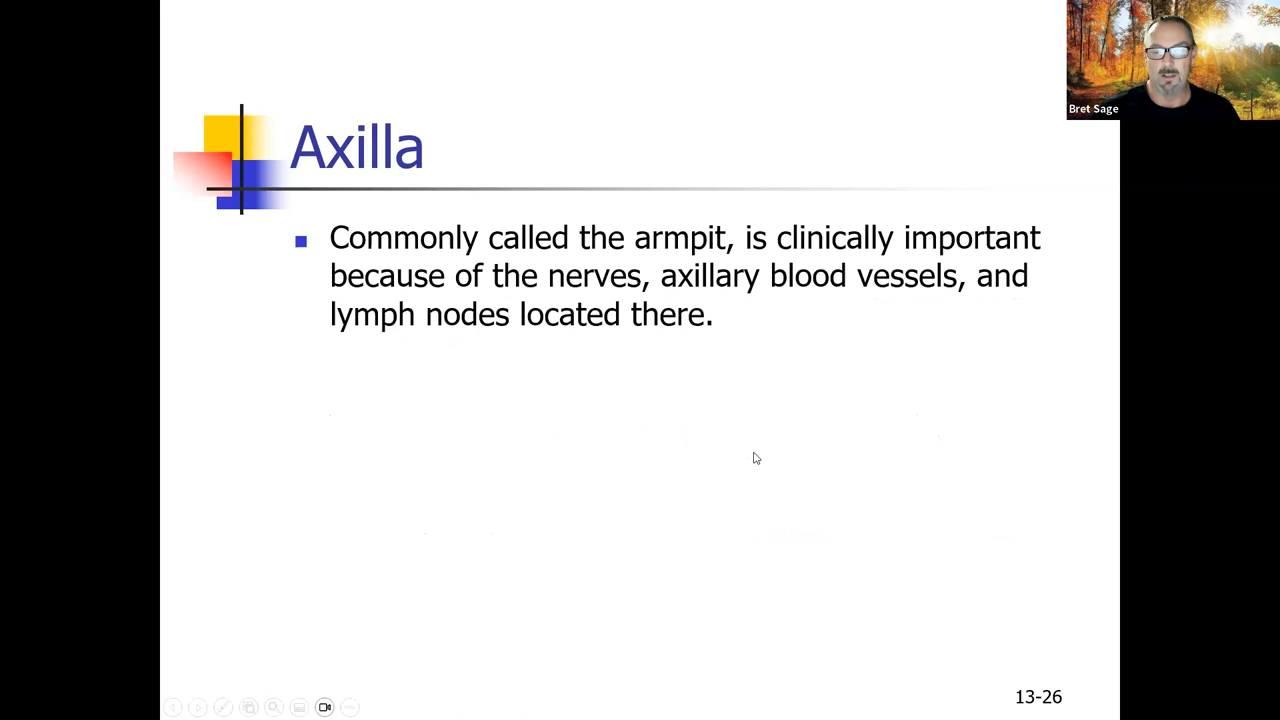 Bret Sage
Axilla
Commonly called the armpit, is clinically important
because of the nerves, axillary blood vessels, and
lymph nodes located there.
13-26